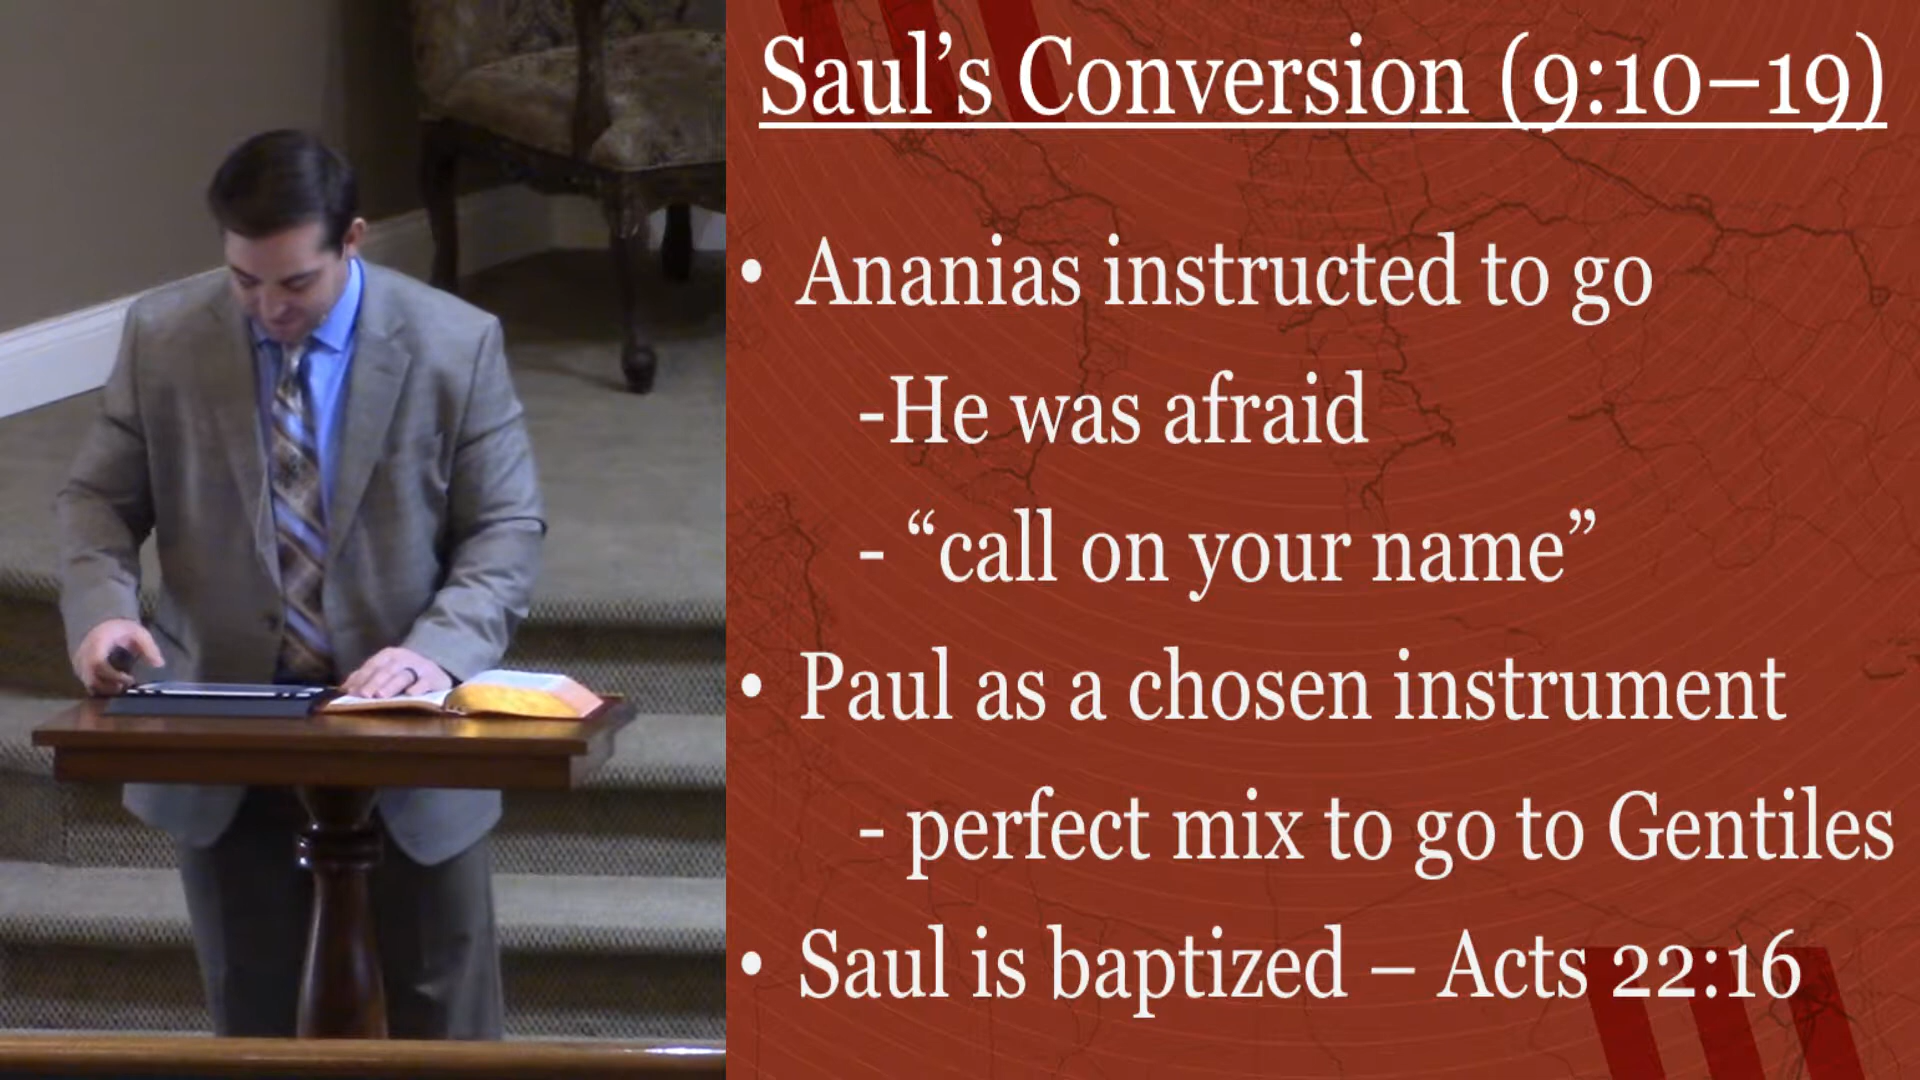 Saul’s Conversion (9:10–19)
• Ananias instructed to go
-He was afraid
- “call on your name”
• Paul as a chosen instrument
- perfect mix to go to Gentiles
• Saul is baptized – Acts 22:16